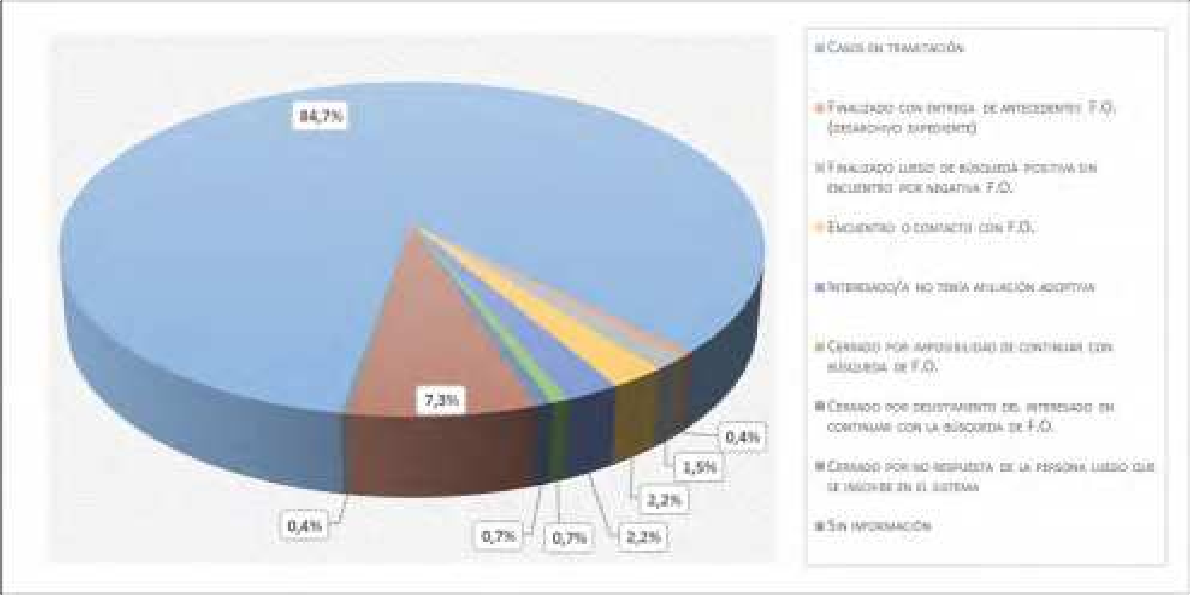 84,7%
7,3%
0,4%
1,5%
2,2%
2,2%
0,7%
0,7%
0,4%
CASOS EN TRAMITACIÓN
FINALIZADO CON ENTREGA DE ANTECEDENTES F.O.
(DESARCHIVO EXPEDIENTE)
FINALIZADO LUEGO DE BÚSQUEDA POSITIVA SIN
ENCUENTRO POR NEGATIVA F.O.
ENCUENTRO O CONTACTO CON F.O.
INTERESADO/A NO TENÍA FILIACIÓN ADOPTIVA
CERRADO POR IMPOSIBILIDAD DE CONTINUAR CON
BÚSQUEDA DE F.O.
CERRADO POR DESISTIMIENTO DEL INTERESADO EN
CONTINUAR CON LA BÚSQUEDA DE F.O.
CERRADO POR NO RESPUESTA DE LA PERSONA LUEGO QUE
SE INSCRIBE EN EL SISTEMA
SIN INFORMACIÓN